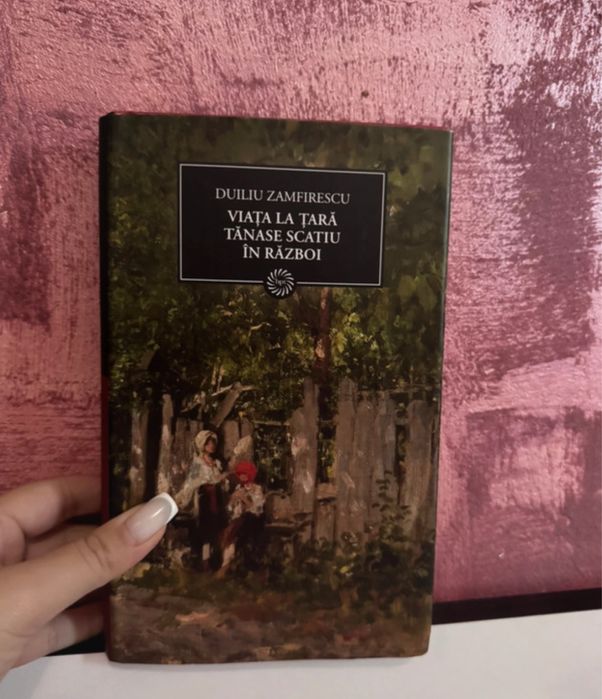 DUILIU ZAMFIRESCU
VIAȚA LA ȚARĂ
TĂNASE SCATIU
ÎN RĂZBOI